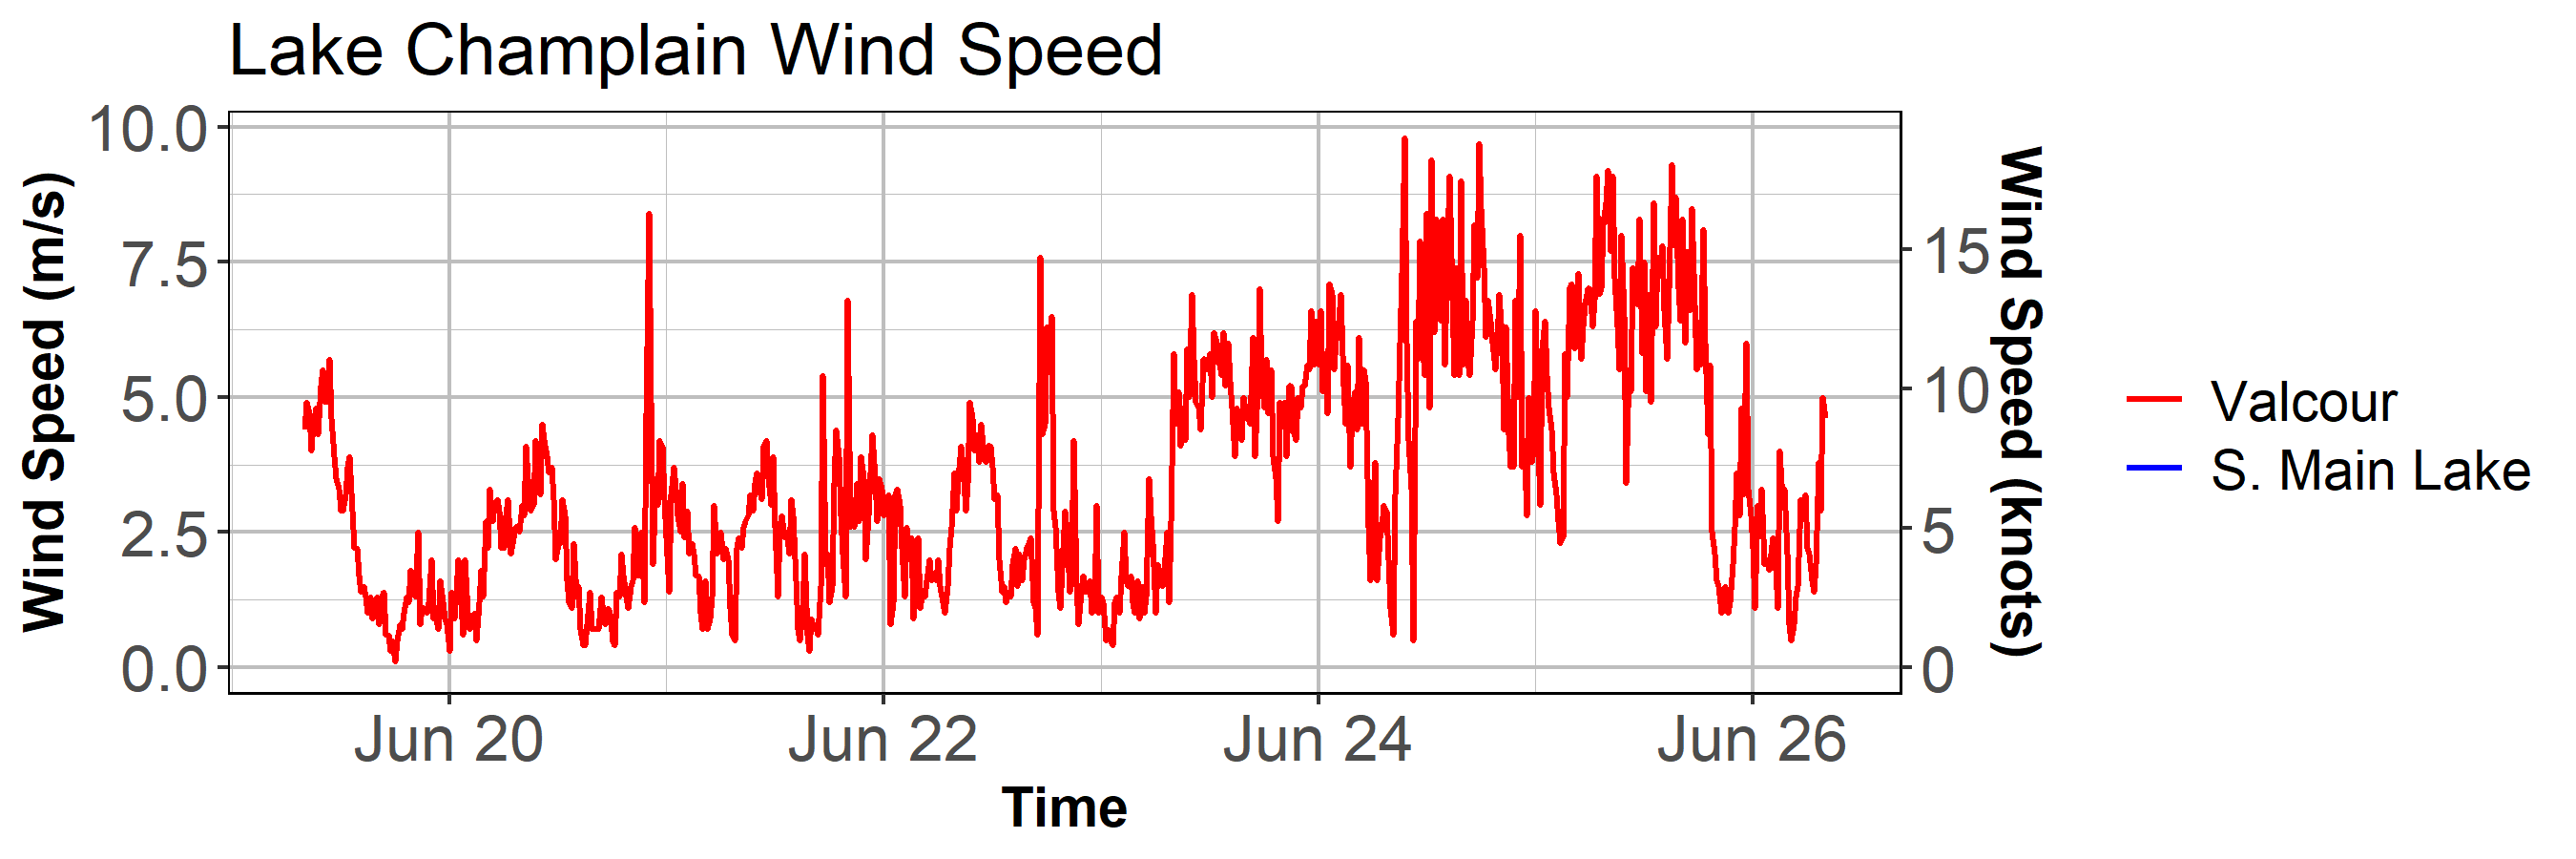 Lake Champlain Wind Speed
Wind Speed (m/s)
10.0
7.5
5.0
2.5
0.0
15
10
5
0
Wind Speed (knots)
Jun 20
Jun 22
Jun 24
Jun 26
Time
Valcour
S. Main Lake